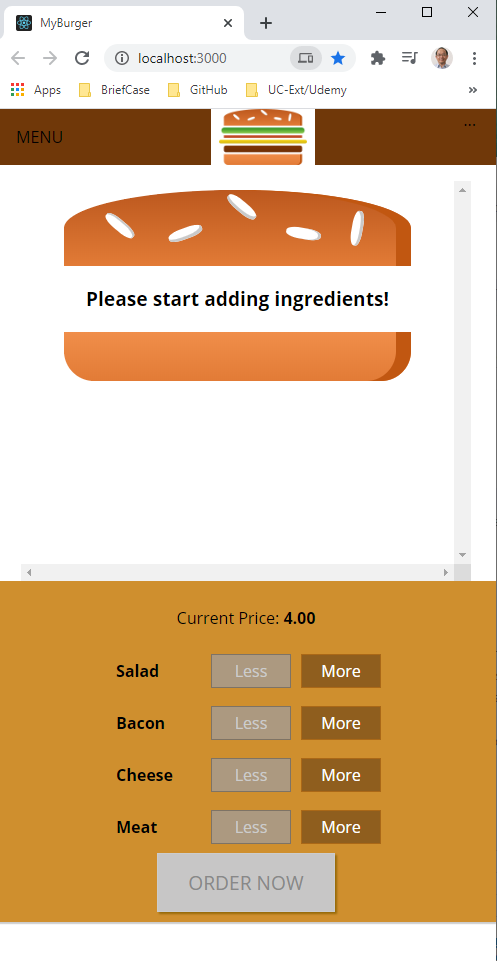 MyBurger
localhost:3000
Apps BriefCase GitHub UC-Ext/Udemy »
MENU ...
Please start adding ingredients!
Current Price: 4.00
Salad Less More
Bacon Less More
Cheese Less More
Meat Less More
ORDER NOW